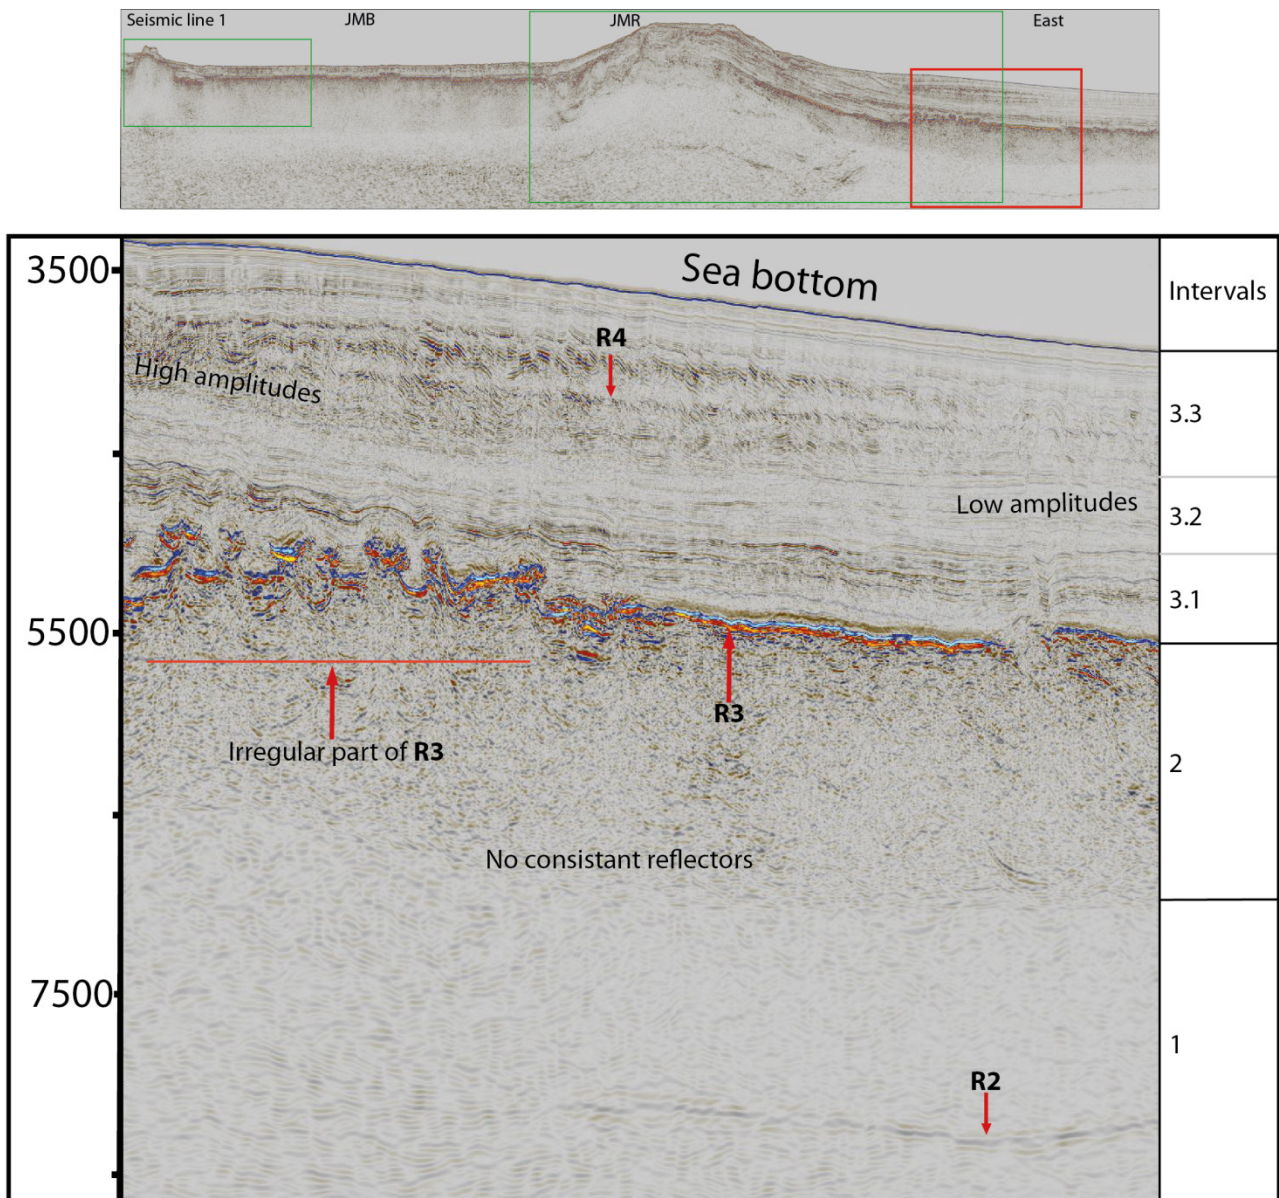 Seismic line 1 JMB JMR East
3500
Sea bottom
Intervals
R4
High amplitudes
3.3
Low amplitudes
3.2
3.1
5500
R3
Irregular part of R3
2
No consistant reflectors
7500
1
R2